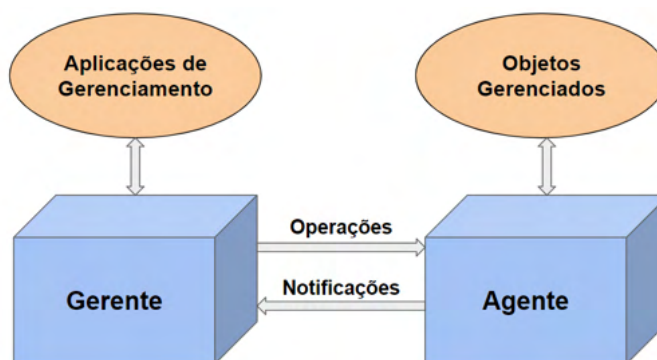 Aplicações de
Gerenciamento
Objetos
Gerenciados
Operações
Notificações
Gerente
Agente